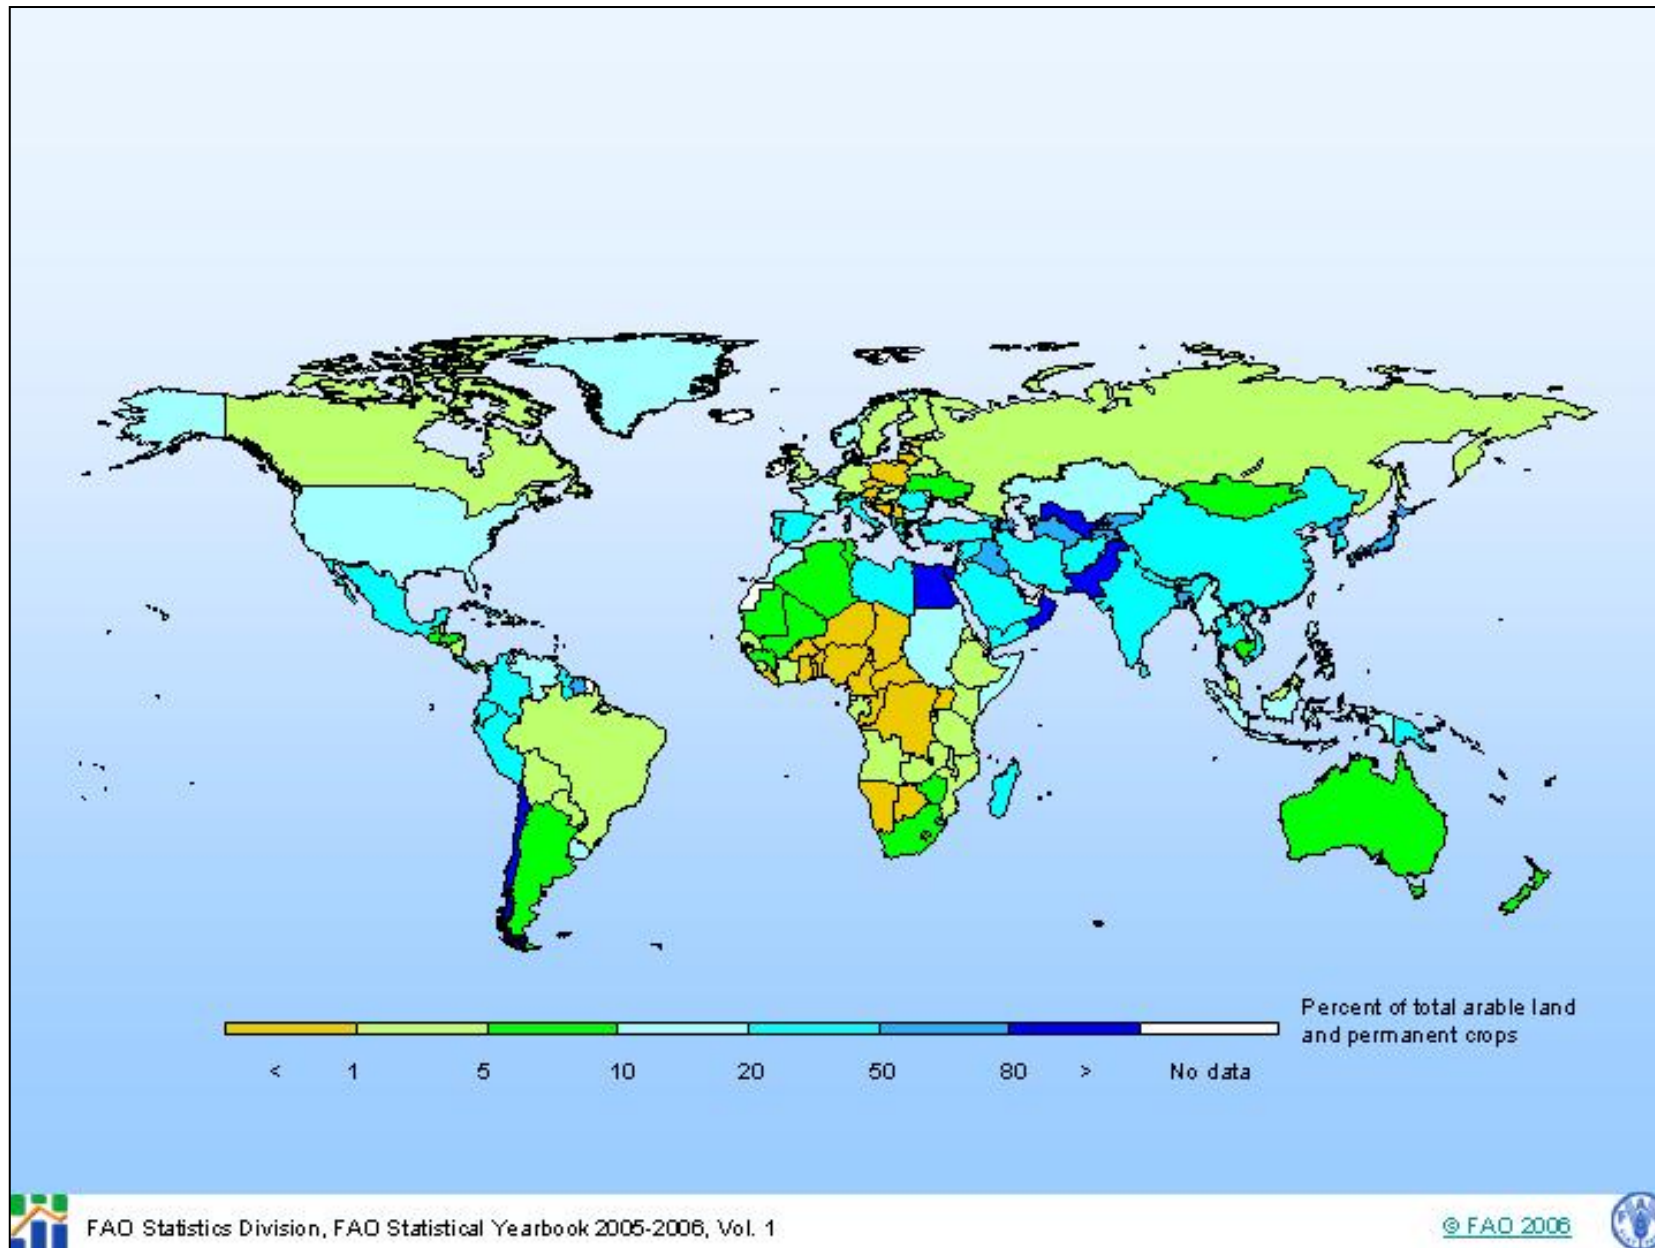 Percent of total arable land
and permanent crops
< 1 5 10 20 50 80 > No data
FAO Statistics Division, FAO Statistical Yearbook 2005-2006, Vol. 1
© FAO 2006